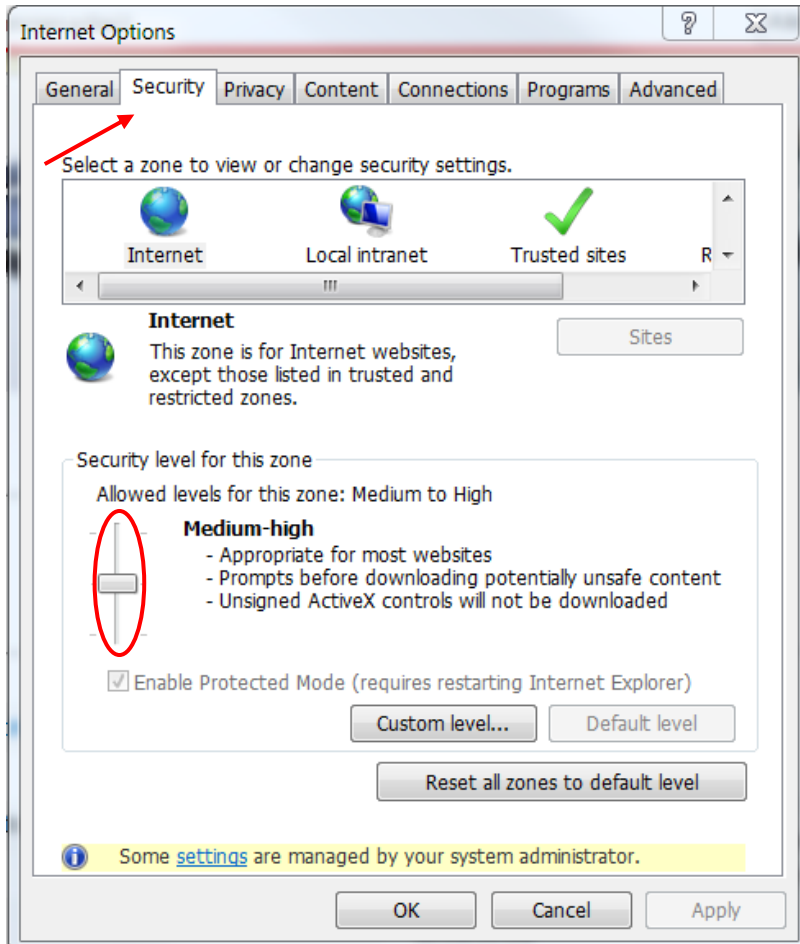 Internet Options
General Security Privacy Content Connections Programs Advanced
Select a zone to view or change security settings.
Internet Local intranet Trusted sites R
Internet
Sites
This zone is for Internet websites,
except those listed in trusted and
restricted zones.
Security level for this zone
Allowed levels for this zone: Medium to High
Medium-high
- Appropriate for most websites
- Prompts before downloading potentially unsafe content
- Unsigned ActiveX controls will not be downloaded
Enable Protected Mode (requires restarting Internet Explorer)
Custom level... Default level
Reset all zones to default level
Some settings are managed by your system administrator.
OK Cancel Apply